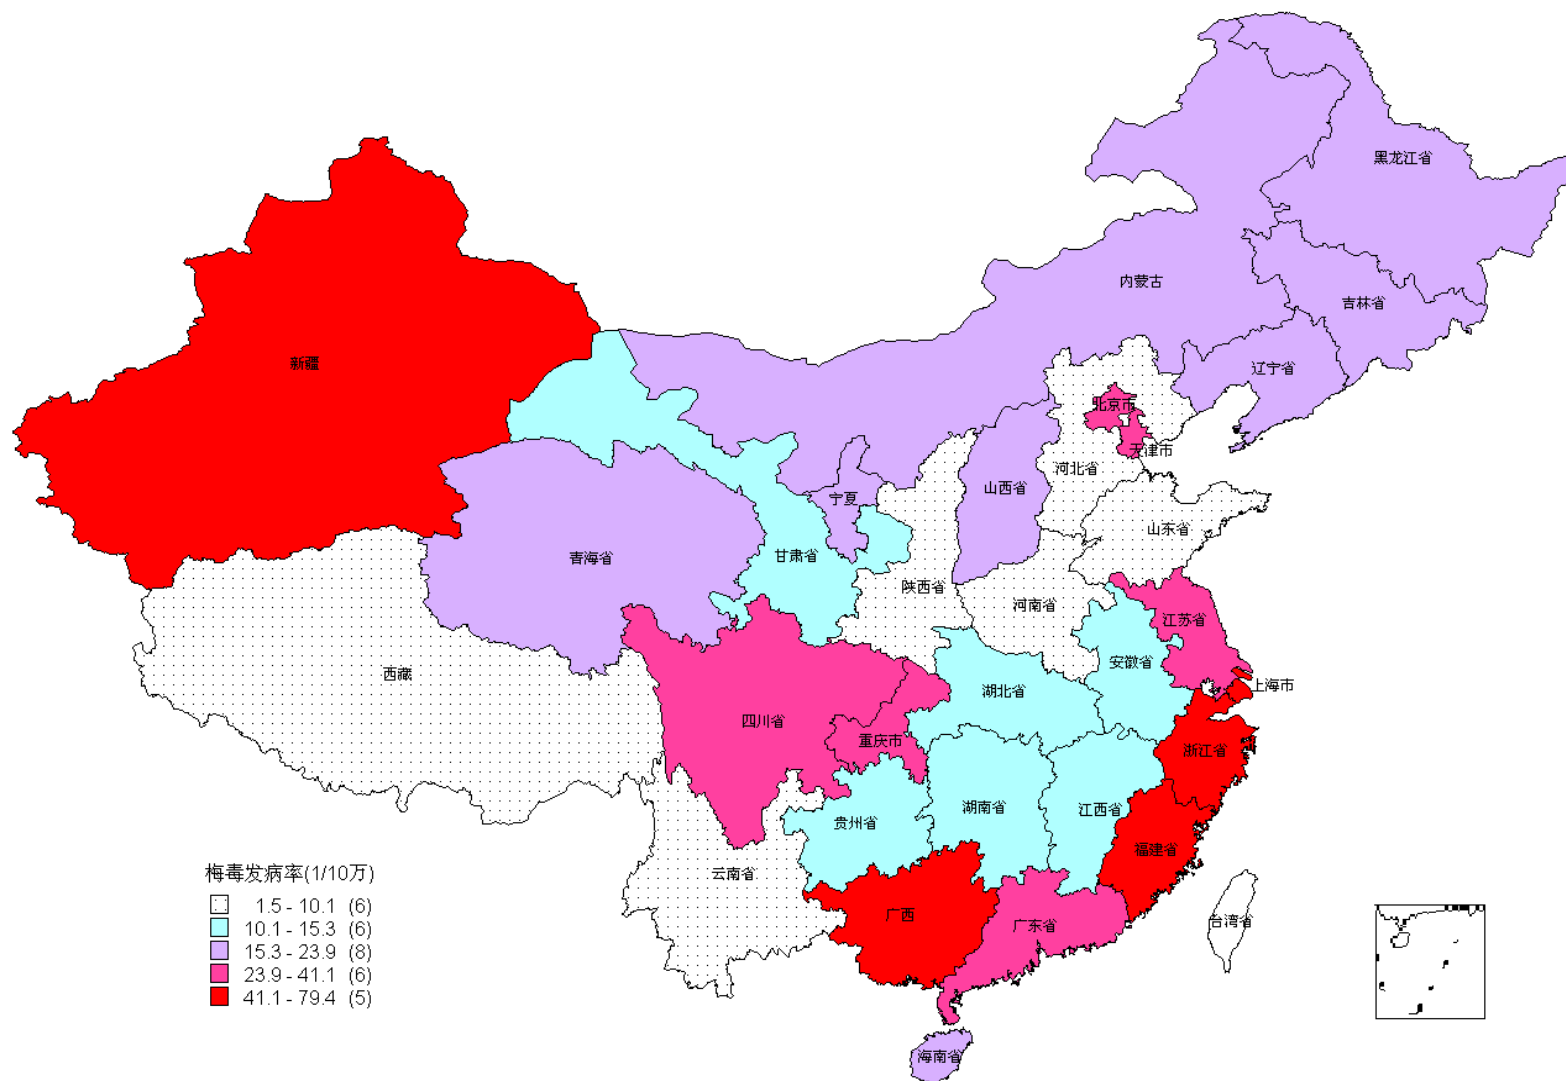 黑龙江省
内蒙古
吉林省
辽宁省
新疆
北京市
天津市
河北省
山西省
宁夏
山东省
青海省
甘肃省
陕西省
河南省
江苏省
安徽省
西藏
上海市
湖北省
四川省
重庆市
浙江省
湖南省
江西省
贵州省
福建省
云南省
广西
广东省
台湾省
海南省
梅毒发病率(1/10万)
1.5 - 10.1 (6)
10.1 - 15.3 (6)
15.3 - 23.9 (8)
23.9 - 41.1 (6)
41.1 - 79.4 (5)